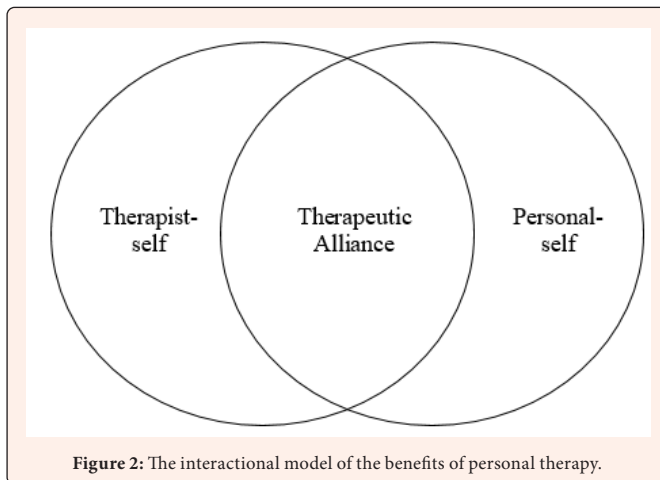 Therapist-
self
Therapeutic
Alliance
Personal-
self
Figure 2: The interactional model of the benefits of personal therapy.